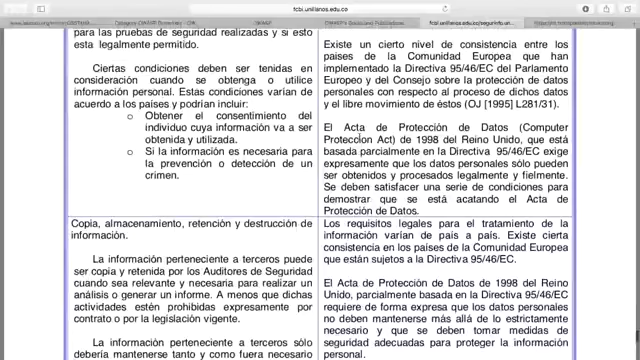 fcbi.unillanos.edu.co
fcbi.unillanos.edu.co/segurinfo.un...
para las pruebas de seguridad realizadas y si esto
esta legalmente permitido.
Ciertas condiciones deben ser tenidas en
consideración cuando se obtenga o utilice
información personal. Estas condiciones varían de
acuerdo a los países y podrían incluir:
o Obtener el consentimiento del
individuo cuya información va a ser
obtenida y utilizada.
o Si la información es necesaria para
la prevención o detección de un
crimen.
Existe un cierto nivel de consistencia entre los
países de la Comunidad Europea que han
implementado la Directiva 95/46/EC del Parlamento
Europeo y del Consejo sobre la protección de datos
personales con respecto al proceso de dichos datos
y el libre movimiento de éstos (OJ [1995] L281/31).
El Acta de Protección de Datos (Computer
Protección Act) de 1998 del Reino Unido, que está
basada parcialmente en la Directiva 95/46/EC exige
expresamente que los datos personales sólo pueden
ser obtenidos y procesados legalmente y fielmente.
Se deben satisfacer una serie de condiciones para
demostrar que se está acatando el Acta de
Protección de Datos.
Copia, almacenamiento, retención y destrucción de
información.
La información perteneciente a terceros puede
ser copia y retenida por los Auditores de Seguridad
cuando sea relevante y necesaria para realizar un
análisis o generar un informe. A menos que dichas
actividades estén prohibidas expresamente por
contrato o por la legislación vigente.
La información perteneciente a terceros sólo
debería mantenerse tanto y como fuera necesario
Los requisitos legales para el tratamiento de la
información varían de país a país. Existe cierta
consistencia en los países de la Comunidad Europea
que están sujetos a la Directiva 95/46/EC.
El Acta de Protección de Datos de 1998 del Reino
Unido, parcialmente basada en la Directiva 95/46/EC
requiere de forma expresa que los datos personales
no deben mantenerse más allá de lo estrictamente
necesario y que se deben tomar medidas de
seguridad adecuadas para proteger la información
personal.